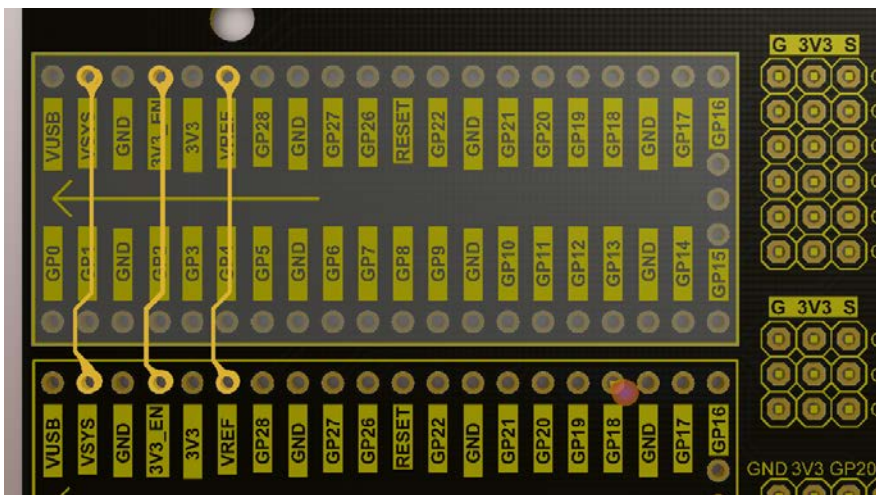 G 3V3 S
VUSB VSYS GND 3V3_EN 3V3 VREF GP28 GND GP27 GP26 RESET GP22 GND GP21 GP20 GP19 GP18 GND GP17 GP16
GP0 GP1 GND GP2 GP3 GP4 GP5 GND GP6 GP7 GP8 GP9 GND GP10 GP11 GP12 GP13 GND GP14 GP15
G 3V3 S
VUSB VSYS GND 3V3_EN 3V3 VREF GP28 GND GP27 GP26 RESET GP22 GND GP21 GP20 GP19 GP18 GND GP17 GP16
GND 3V3 GP20